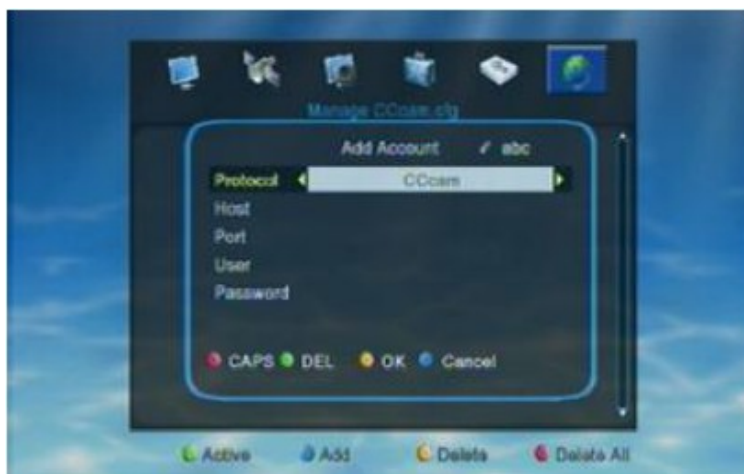 Manage CCcam.cfg
Add Account abc
Protocol CCcam
Host
Port
User
Password
CAPS DEL OK Cancel
Active Add Delete Delete All